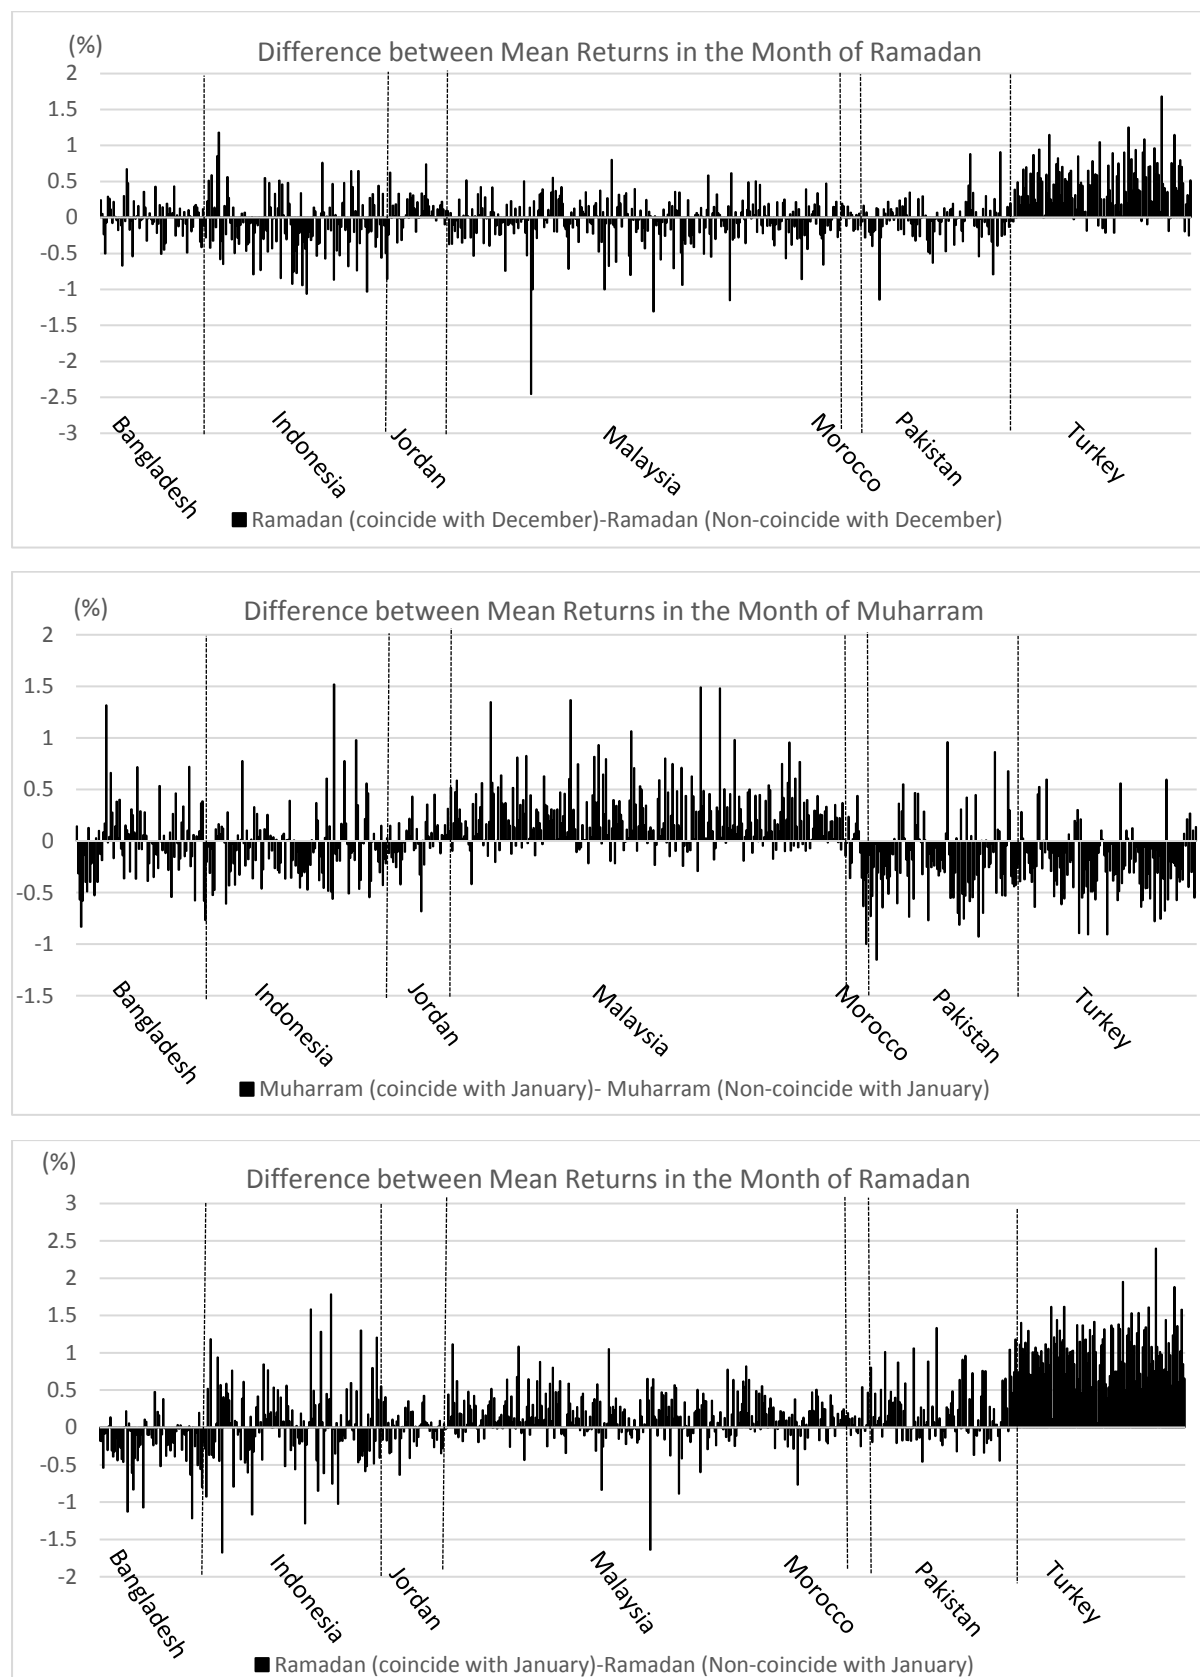 (%)
Difference between Mean Returns in the Month of Ramadan
2
1.5
1
0.5
0
-0.5
-1
-1.5
-2
-2.5
-3
Bangladesh
Indonesia
Jordan
Malaysia
Morocco
Pakistan
Turkey
Ramadan (coincide with December)-Ramadan (Non-coincide with December)
(%)
Difference between Mean Returns in the Month of Muharram
2
1.5
1
0.5
0
-0.5
-1
-1.5
Bangladesh
Indonesia
Jordan
Malaysia
Morocco
Pakistan
Turkey
Muharram (coincide with January)- Muharram (Non-coincide with January)
(%)
Difference between Mean Returns in the Month of Ramadan
3
2.5
2
1.5
1
0.5
0
-0.5
-1
-1.5
-2
Bangladesh
Indonesia
Jordan
Malaysia
Morocco
Pakistan
Turkey
Ramadan (coincide with January)-Ramadan (Non-coincide with January)